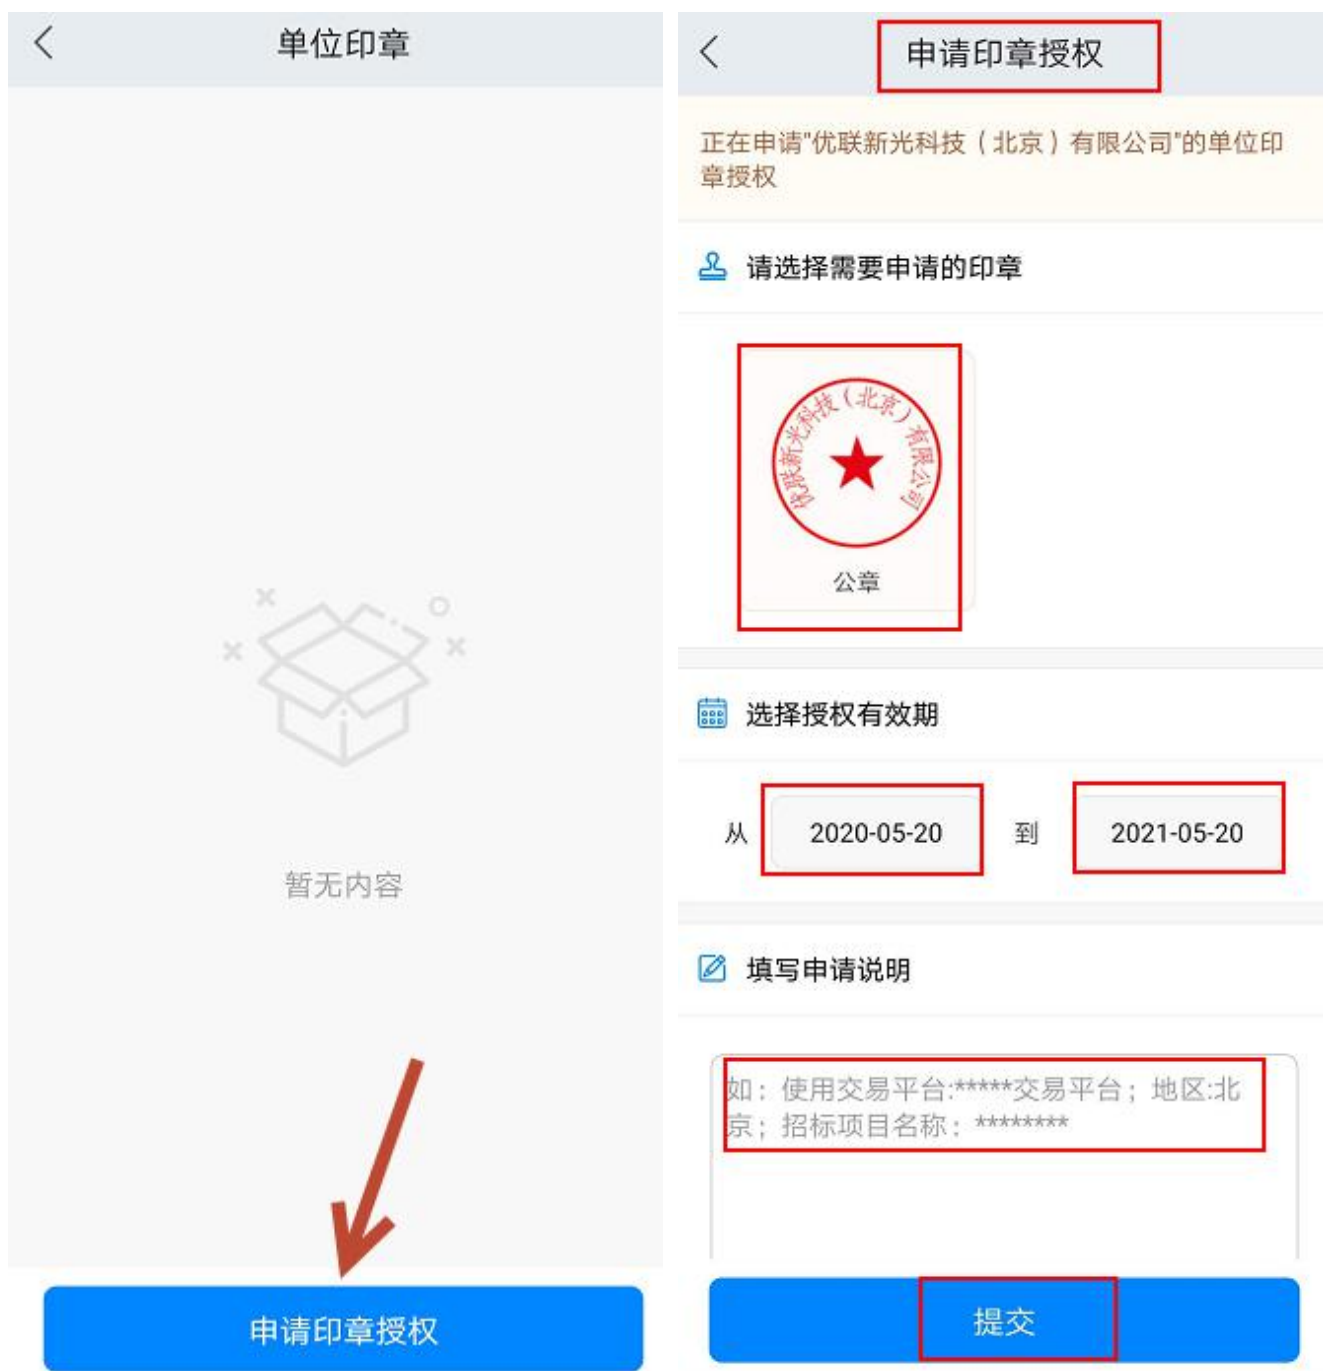 单位印章
暂无内容
申请印章授权
申请印章授权
正在申请"优联新光科技（北京）有限公司"的单位印
章授权
请选择需要申请的印章
优联新光科技（北京）有限公司
公章
选择授权有效期
从 2020-05-20 到 2021-05-20
填写申请说明
如：使用交易平台:*****交易平台；地区:北
京；招标项目名称：********
提交